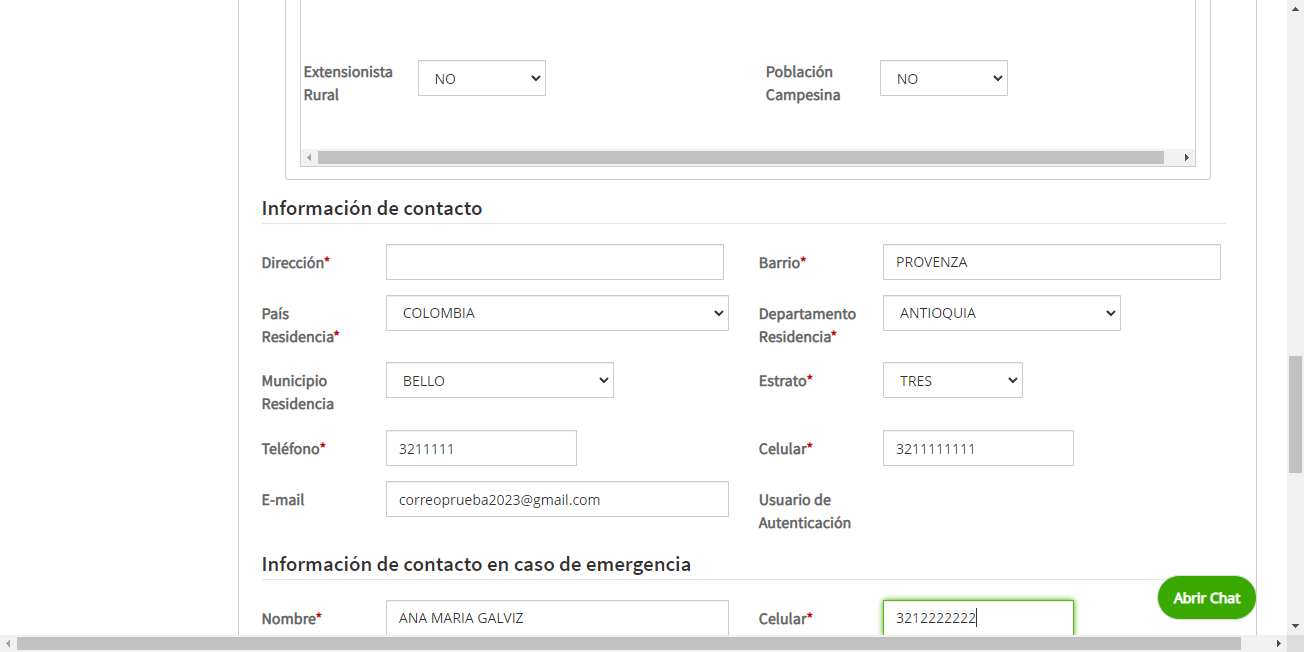 Extensionista Rural NO Población Campesina NO
Información de contacto
Dirección* Barrio* PROVENZA
País Residencia* COLOMBIA Departamento Residencia* ANTIOQUIA
Municipio Residencia BELLO Estrato* TRES
Teléfono* 3211111 Celular* 3211111111
E-mail correoprueba2023@gmail.com Usuario de Autenticación
Información de contacto en caso de emergencia
Nombre* ANA MARIA GALVIZ Celular* 3212222222
Abrir Chat